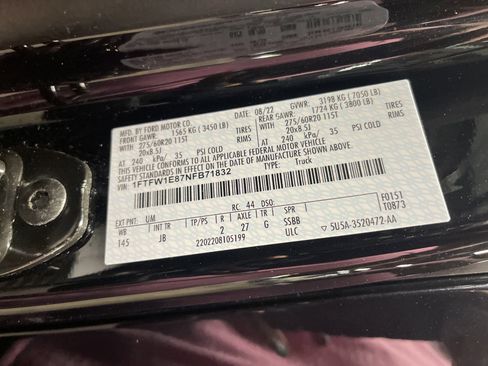 MFD. BY FORD MOTOR CO.
08/22 GVWR: 3198 KG ( 7050 LB)
FRONT GAWR: 1565 KG ( 3450 LB) REAR GAWR: 1724 KG ( 3800 LB)
275/60R20 115T TIRES WITH 275/60R20 115T TIRES
20x8.5J RIMS 20x8.5J RIMS
AT 240 kPa/ 35 PSI COLD AT 240 kPa/ 35 PSI COLD
THIS VEHICLE CONFORMS TO ALL APPLICABLE FEDERAL MOTOR VEHICLE
SAFETY STANDARDS IN EFFECT ON THE DATE OF MANUFACTURE SHOWN ABOVE.
1FTFW1E87NFB71832 TYPE: Truck
F0151
T0873
EXT PNT: UM RC: 44 DSO:
WB INT TR TP/PS R AXLE TR SPR
145 JB 2 27 G SSBB
2202208105199 ULC ▽ 5U5A-3520472-AA